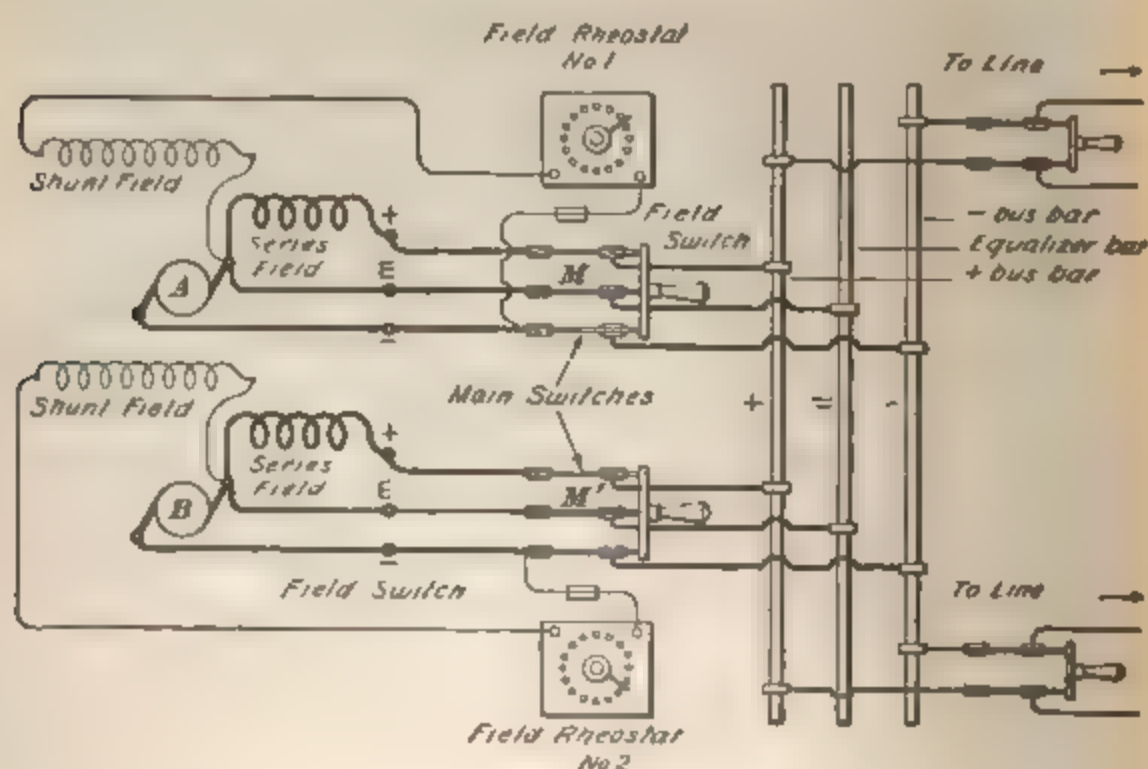 Field Rheostat
No 1
To Line
Shunt Field
Field
Switch
Series
Field
+
E
A
M
-
- bus bar
Equalizer bar
+ bus bar
Shunt Field
Main Switches
+
=
-
Series
Field
+
E
B
M'
-
Field Switch
To Line
Field Rheostat
No 2